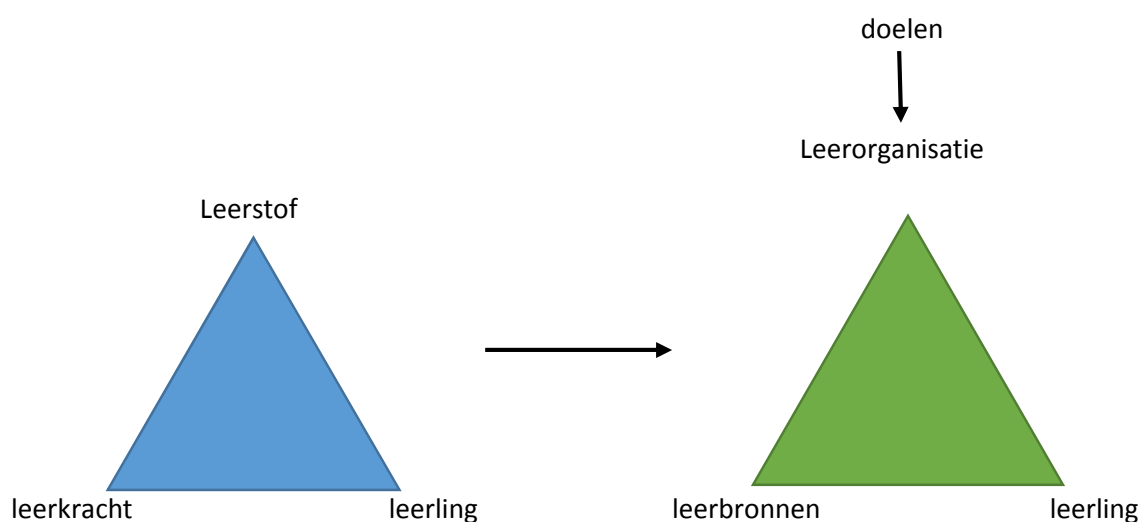 doelen
Leerorganisatie
Leerstof
leerkracht
leerling
leerbronnen
leerling